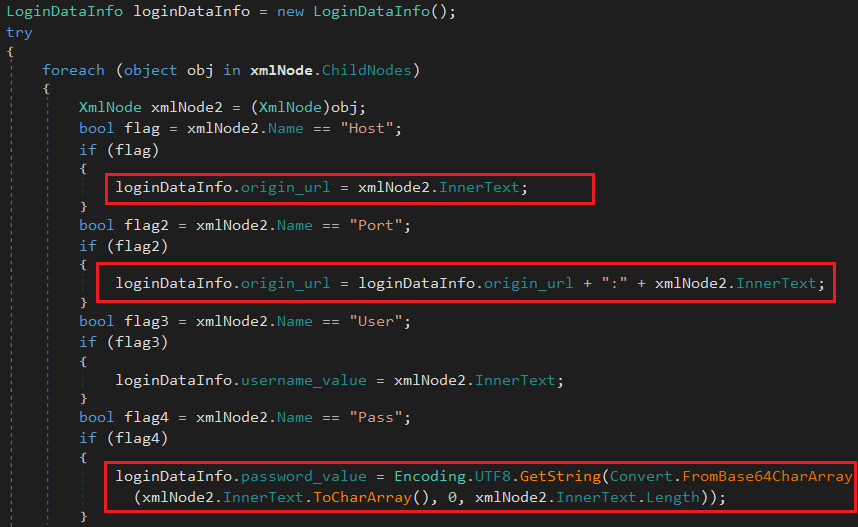 LoginDataInfo loginDataInfo = new LoginDataInfo();
try
{
foreach (object obj in xmlNode.ChildNodes)
{
XmlNode xmlNode2 = (XmlNode)obj;
bool flag = xmlNode2.Name == "Host";
if (flag)
{
loginDataInfo.origin_url = xmlNode2.InnerText;
}
bool flag2 = xmlNode2.Name == "Port";
if (flag2)
{
loginDataInfo.origin_url = loginDataInfo.origin_url + ":" + xmlNode2.InnerText;
}
bool flag3 = xmlNode2.Name == "User";
if (flag3)
{
loginDataInfo.username_value = xmlNode2.InnerText;
}
bool flag4 = xmlNode2.Name == "Pass";
if (flag4)
{
loginDataInfo.password_value = Encoding.UTF8.GetString(Convert.FromBase64CharArray
(xmlNode2.InnerText.ToCharArray(), 0, xmlNode2.InnerText.Length));
}